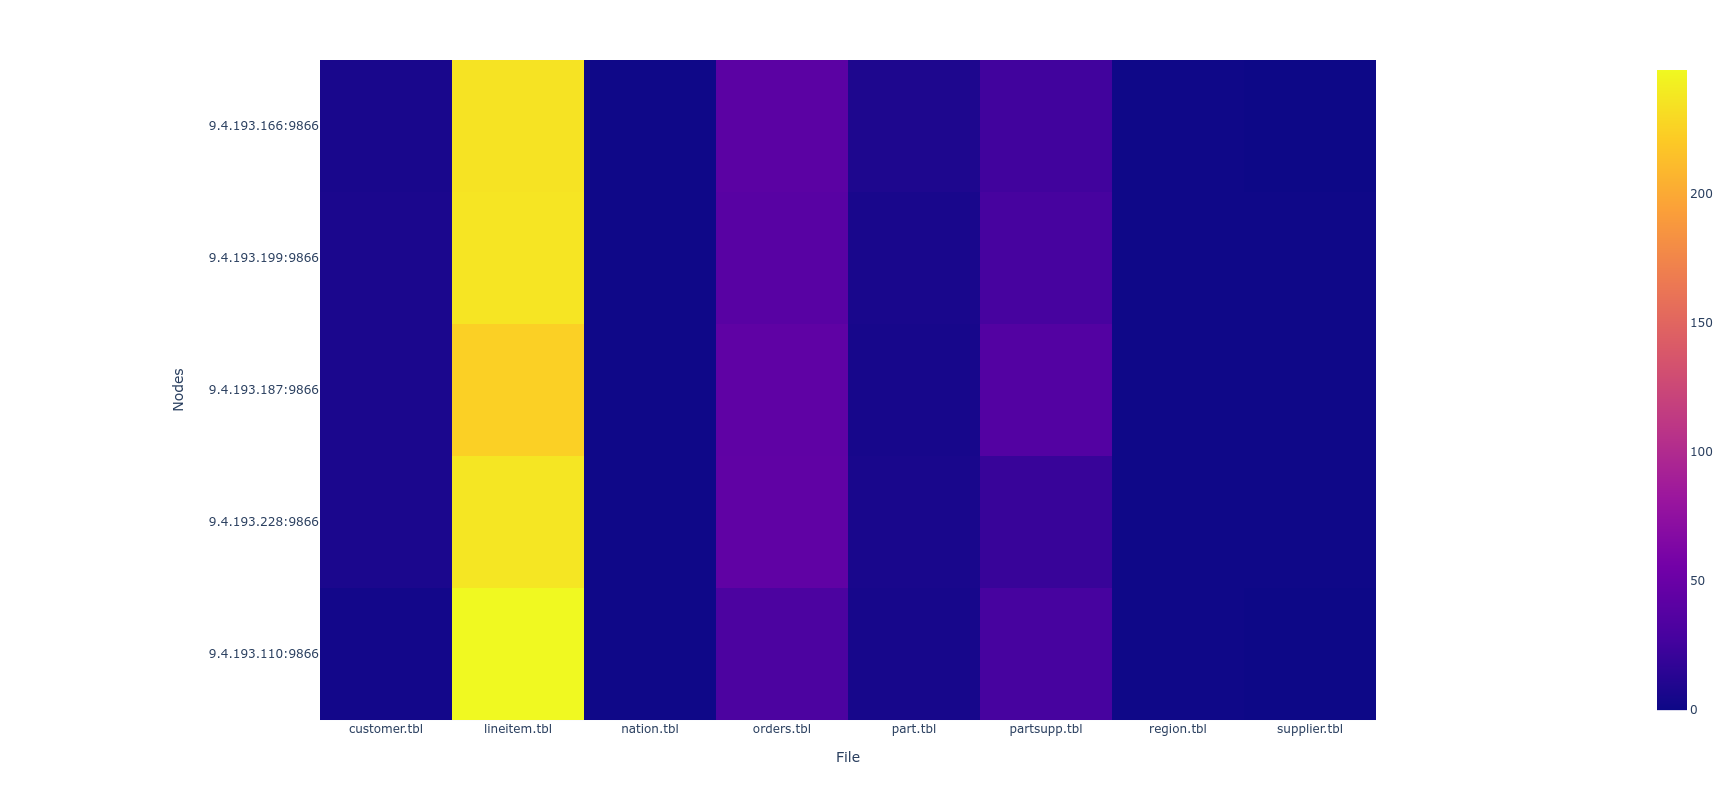 Nodes
9.4.193.166:9866
9.4.193.199:9866
9.4.193.187:9866
9.4.193.228:9866
9.4.193.110:9866
customer.tbl
lineitem.tbl
nation.tbl
orders.tbl
part.tbl
partsupp.tbl
region.tbl
supplier.tbl
File
200
150
100
50
0